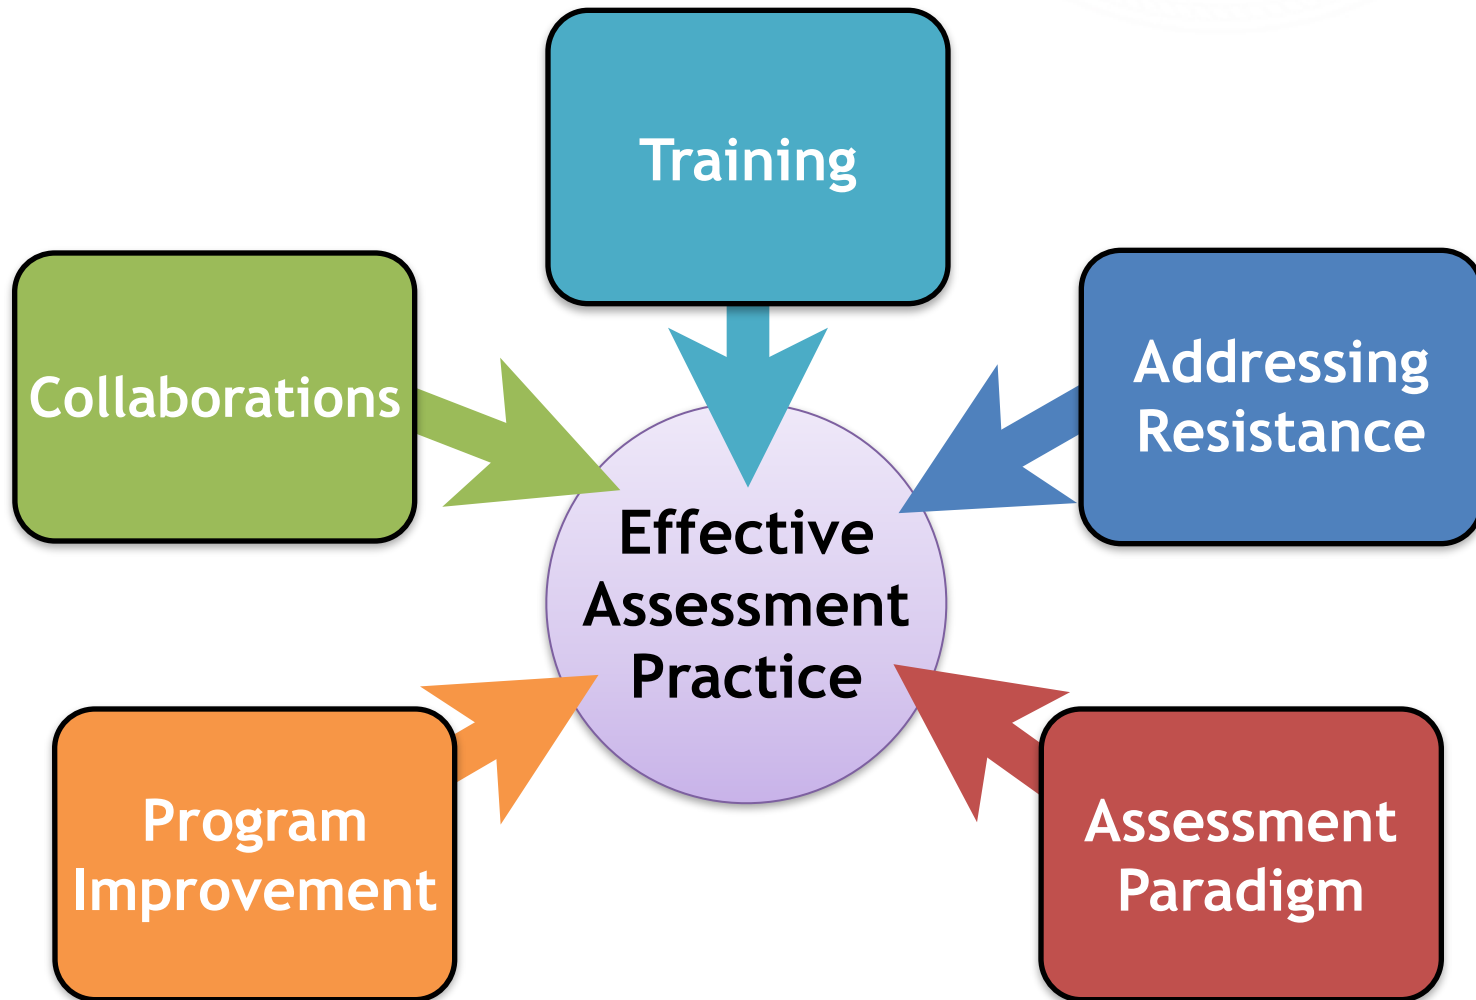 Training
Collaborations
Addressing
Resistance
Effective
Assessment
Practice
Program
Improvement
Assessment
Paradigm